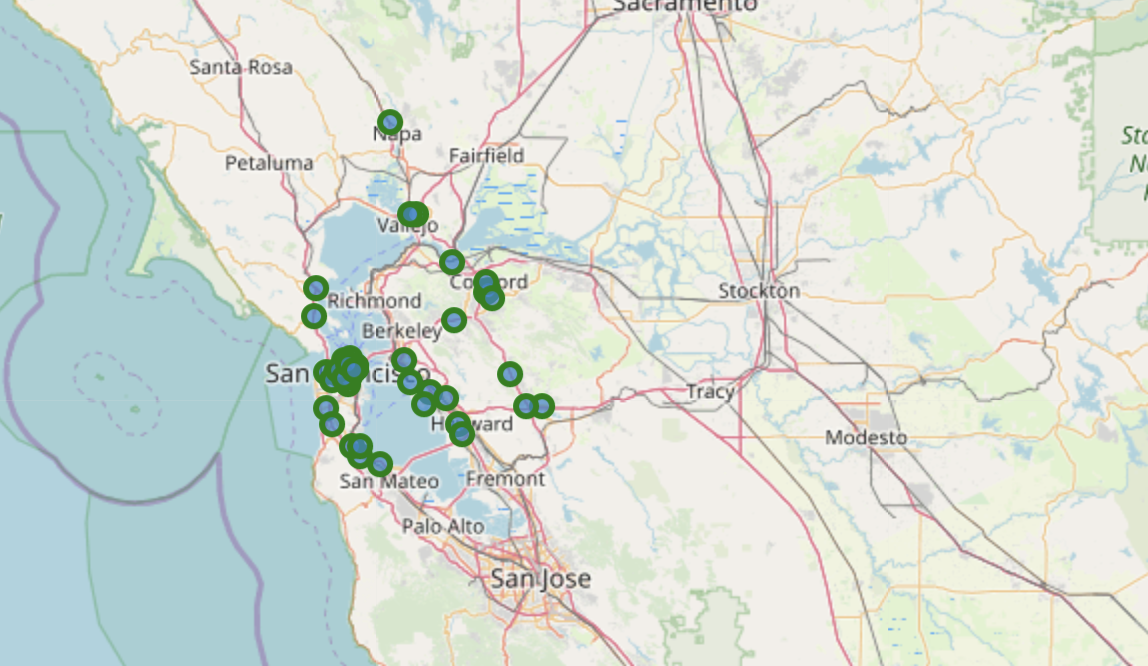 Sacramento
Santa Rosa
Napa
Sta
N
Petaluma
Fairfield
Vallejo
Concord
Stockton
Richmond
Berkeley
San Francisco
Tracy
Hayward
Modesto
San Mateo
Fremont
Palo Alto
San Jose